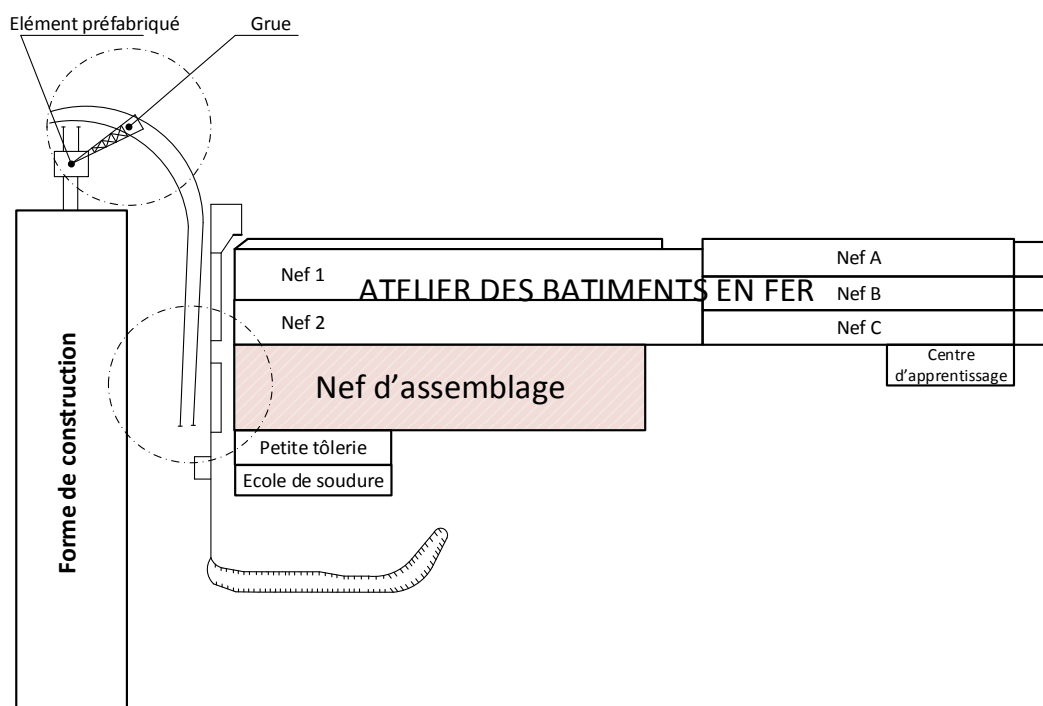 Elément préfabriqué
Grue
Nef 1
ATELIER DES BATIMENTS EN FER
Nef A
Nef B
Nef 2
Nef C
Nef d’assemblage
Centre
d’apprentissage
Petite tôlerie
Ecole de soudure
Forme de construction